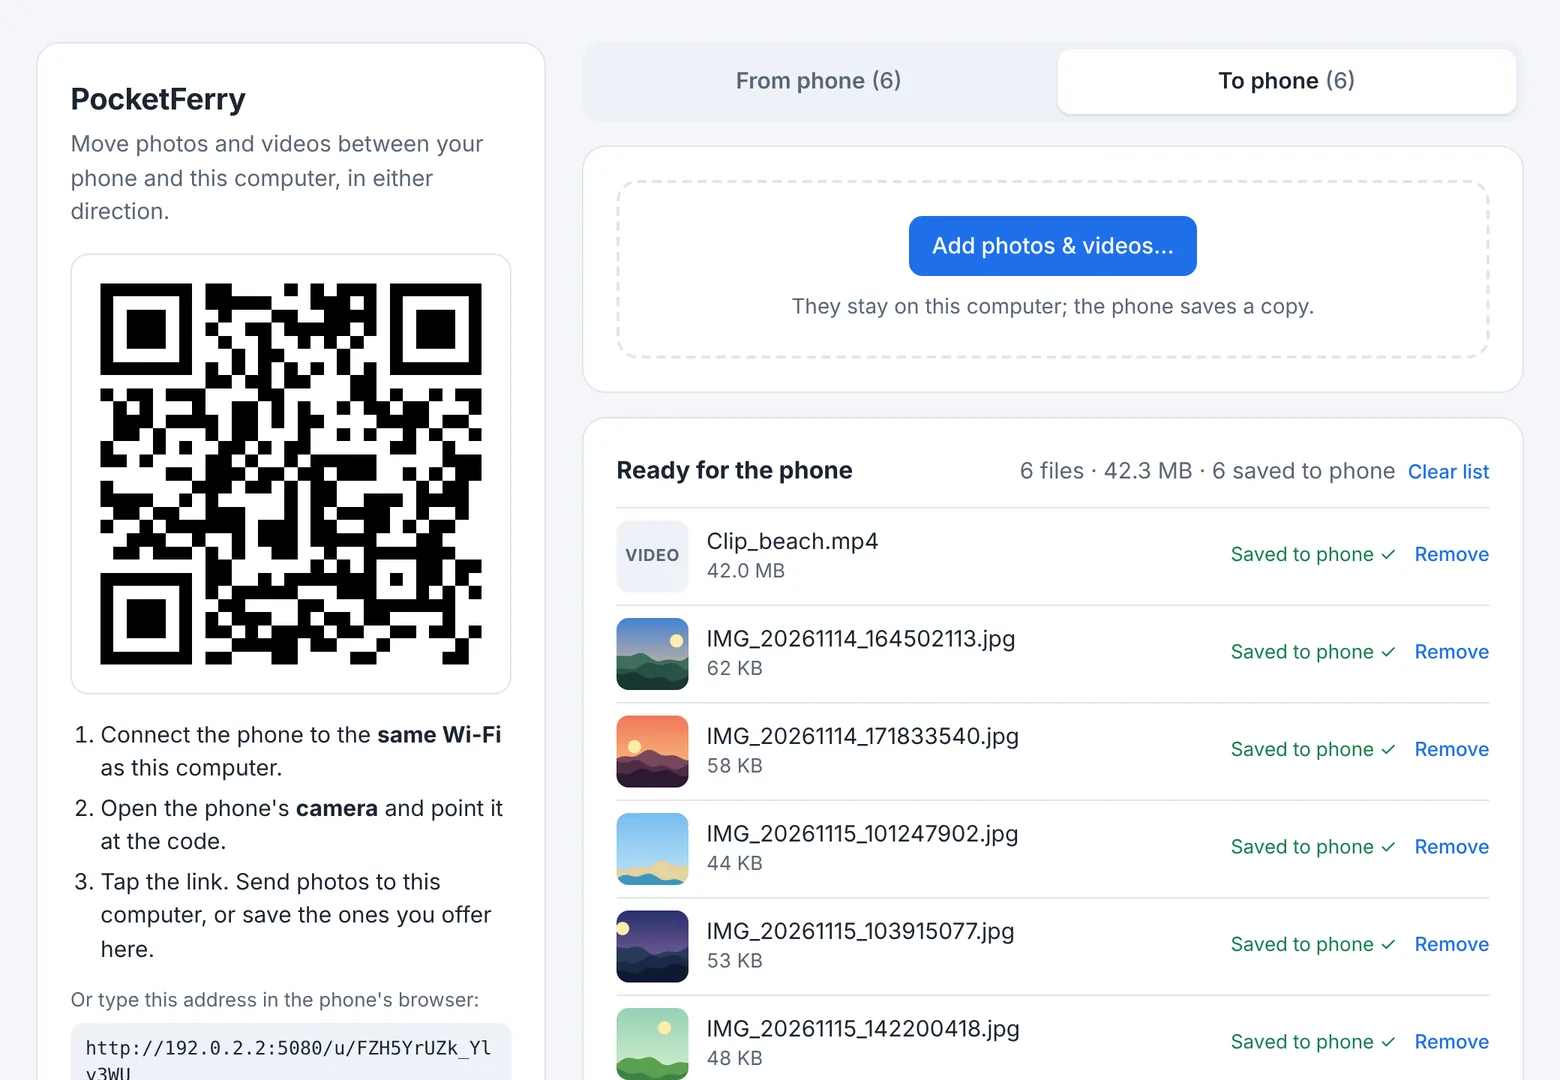 PocketFerry
Move photos and videos between your
phone and this computer, in either
direction.
1. Connect the phone to the same Wi-Fi
as this computer.
2. Open the phone's camera and point it
at the code.
3. Tap the link. Send photos to this
computer, or save the ones you offer
here.
Or type this address in the phone's browser:
http://192.0.2.2:5080/u/FZH5YrUZk_Yl
y3WU
From phone (6)
To phone (6)
Add photos & videos...
They stay on this computer; the phone saves a copy.
Ready for the phone
6 files · 42.3 MB · 6 saved to phone Clear list
VIDEO
Clip_beach.mp4
42.0 MB
Saved to phone ✓ Remove
IMG_20261114_164502113.jpg
62 KB
Saved to phone ✓ Remove
IMG_20261114_171833540.jpg
58 KB
Saved to phone ✓ Remove
IMG_20261115_101247902.jpg
44 KB
Saved to phone ✓ Remove
IMG_20261115_103915077.jpg
53 KB
Saved to phone ✓ Remove
IMG_20261115_142200418.jpg
48 KB
Saved to phone ✓ Remove